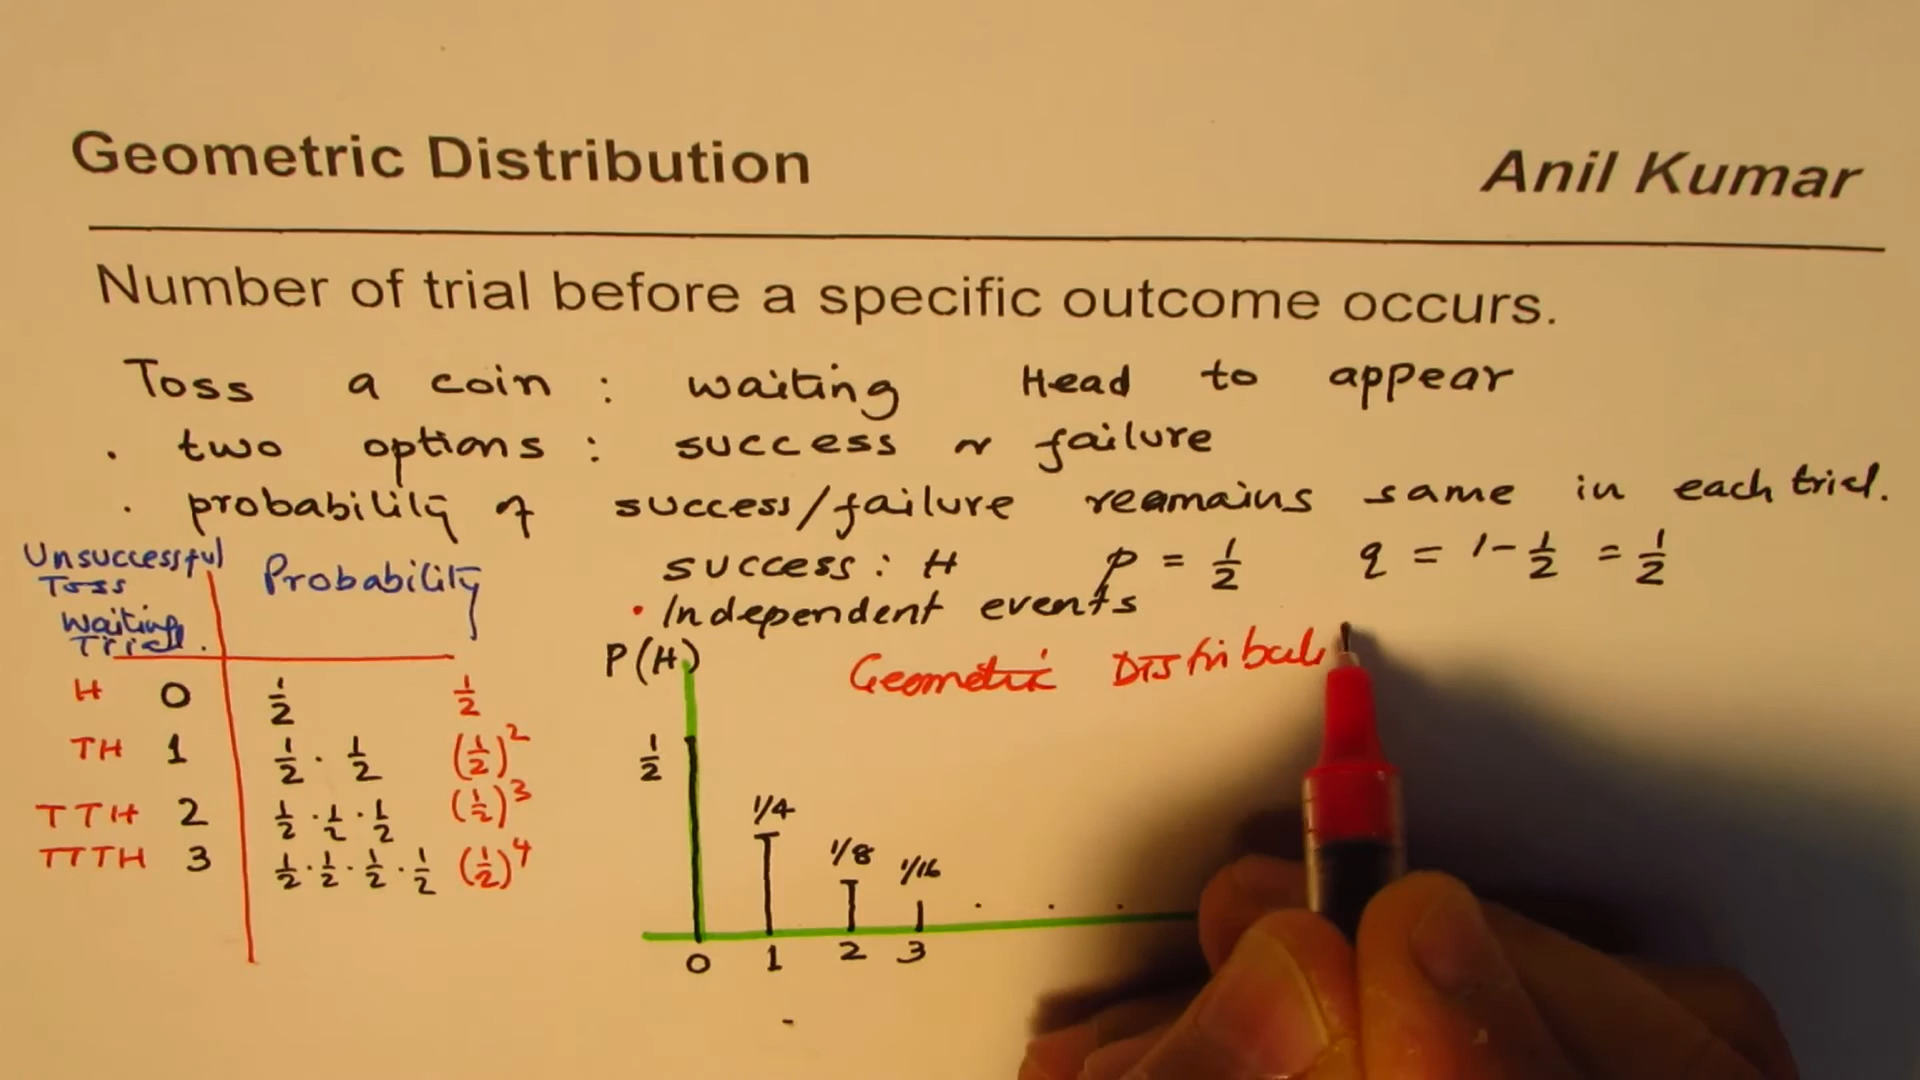 Geometric Distribution
Anil Kumar
Number of trial before a specific outcome occurs.
Toss a coin : waiting Head to appear
. two options : success or failure
. probability of success/failure reamains same in each trial.
success : H p = 1/2 q = 1 - 1/2 = 1/2
• Independent events
Unsuccessful
Toss
Waiting
Trial.
Probability
H 0 1/2 1/2
TH 1 1/2 · 1/2 (1/2)^2
TTH 2 1/2 · 1/2 · 1/2 (1/2)^3
TTTH 3 1/2 · 1/2 · 1/2 · 1/2 (1/2)^4
P(H)
Geometric Distributi
1/2
1/4
1/8
1/16
. . .
0 1 2 3